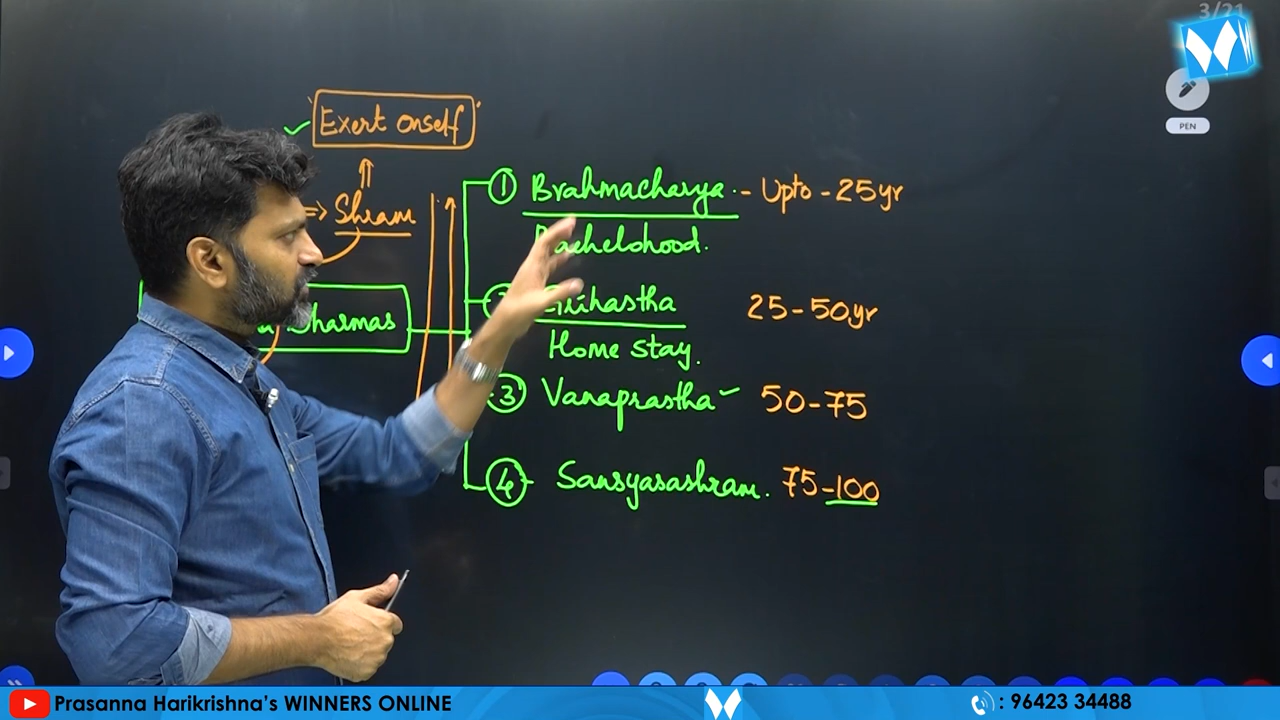 3/21
PEN
Exert onself
① Brahmacharya - Upto - 25yr
⇒ Shram
Bachelohood.
Grihastha 25-50yr
Dharmas
Home stay.
③ Vanaprastha 50-75
④ Sansyasashram. 75-100
Prasanna Harikrishna's WINNERS ONLINE
: 96423 34488